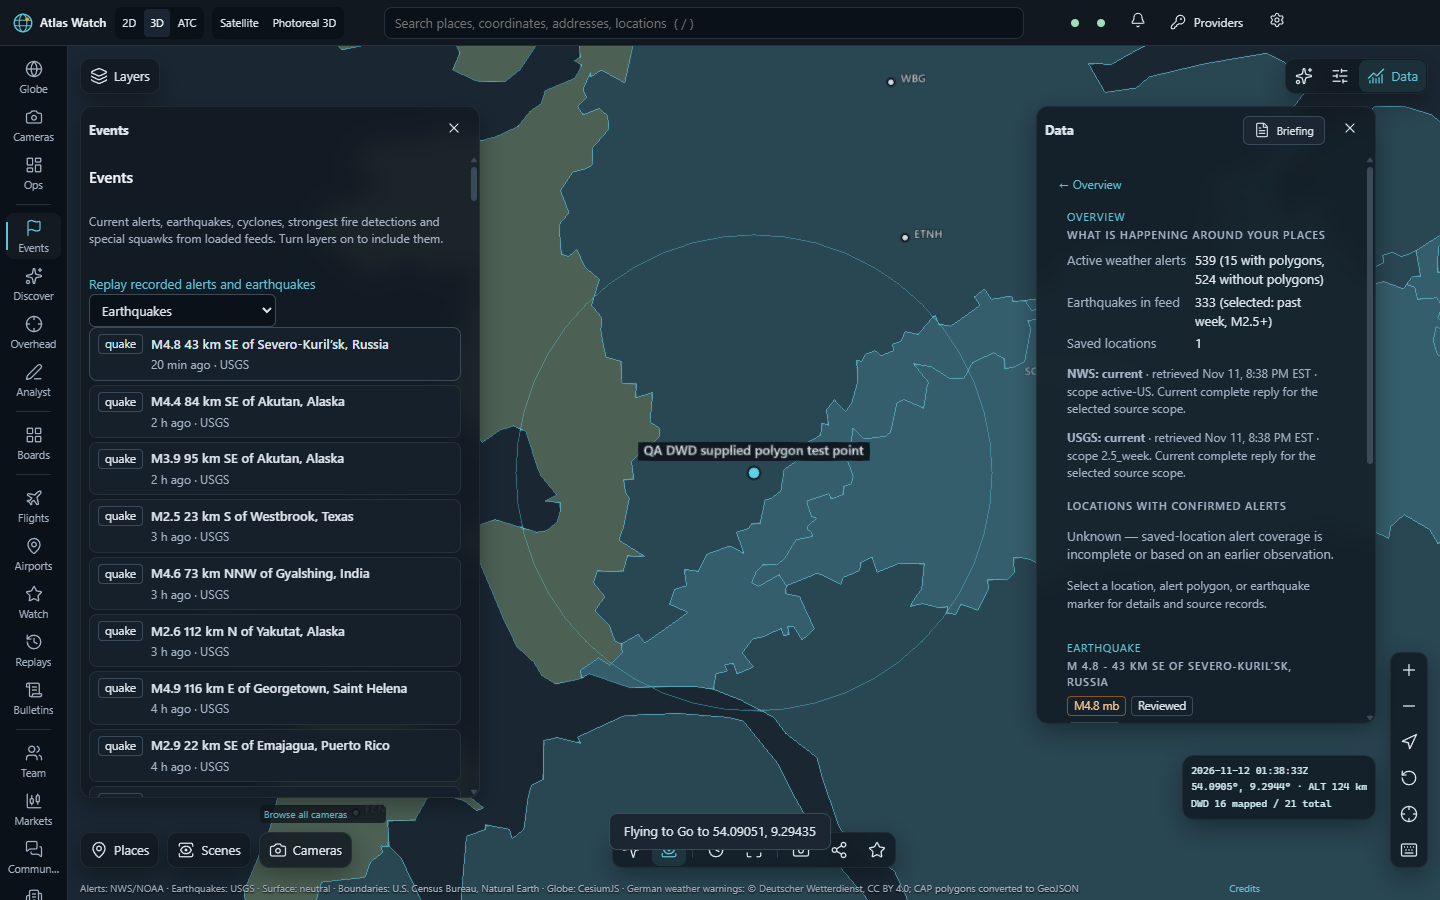 Atlas Watch
2D 3D ATC
Satellite Photoreal 3D
Search places, coordinates, addresses, locations ( / )
Providers
Globe
Cameras
Ops
Events
Discover
Overhead
Analyst
Boards
Flights
Airports
Watch
Replays
Bulletins
Team
Markets
Commun...
Layers
Events
Events
Current alerts, earthquakes, cyclones, strongest fire detections and
special squawks from loaded feeds. Turn layers on to include them.
Replay recorded alerts and earthquakes
Earthquakes
quake M4.8 43 km SE of Severo-Kuril'sk, Russia
20 min ago · USGS
quake M4.4 84 km SE of Akutan, Alaska
2 h ago · USGS
quake M3.9 95 km SE of Akutan, Alaska
2 h ago · USGS
quake M2.5 23 km S of Westbrook, Texas
3 h ago · USGS
quake M4.6 73 km NNW of Gyalshing, India
3 h ago · USGS
quake M2.6 112 km N of Yakutat, Alaska
3 h ago · USGS
quake M4.9 116 km E of Georgetown, Saint Helena
4 h ago · USGS
quake M2.9 22 km SE of Emajagua, Puerto Rico
4 h ago · USGS
Browse all cameras
Places
Scenes
Cameras
WBG
ETNH
QA DWD supplied polygon test point
Flying to Go to 54.09051, 9.29435
Data
Data
Briefing
← Overview
OVERVIEW
WHAT IS HAPPENING AROUND YOUR PLACES
Active weather alerts 539 (15 with polygons,
524 without polygons)
Earthquakes in feed 333 (selected: past
week, M2.5+)
Saved locations 1
NWS: current · retrieved Nov 11, 8:38 PM EST ·
scope active-US. Current complete reply for the
selected source scope.
USGS: current · retrieved Nov 11, 8:38 PM EST ·
scope 2.5_week. Current complete reply for the
selected source scope.
LOCATIONS WITH CONFIRMED ALERTS
Unknown — saved-location alert coverage is
incomplete or based on an earlier observation.
Select a location, alert polygon, or earthquake
marker for details and source records.
EARTHQUAKE
M 4.8 - 43 KM SE OF SEVERO-KURIL'SK,
RUSSIA
M4.8 mb Reviewed
2026-11-12 01:38:33Z
54.0905°, 9.2944° · ALT 124 km
DWD 16 mapped / 21 total
Alerts: NWS/NOAA · Earthquakes: USGS · Surface: neutral · Boundaries: U.S. Census Bureau, Natural Earth · Globe: CesiumJS · German weather warnings: © Deutscher Wetterdienst, CC BY 4.0; CAP polygons converted to GeoJSON
Credits